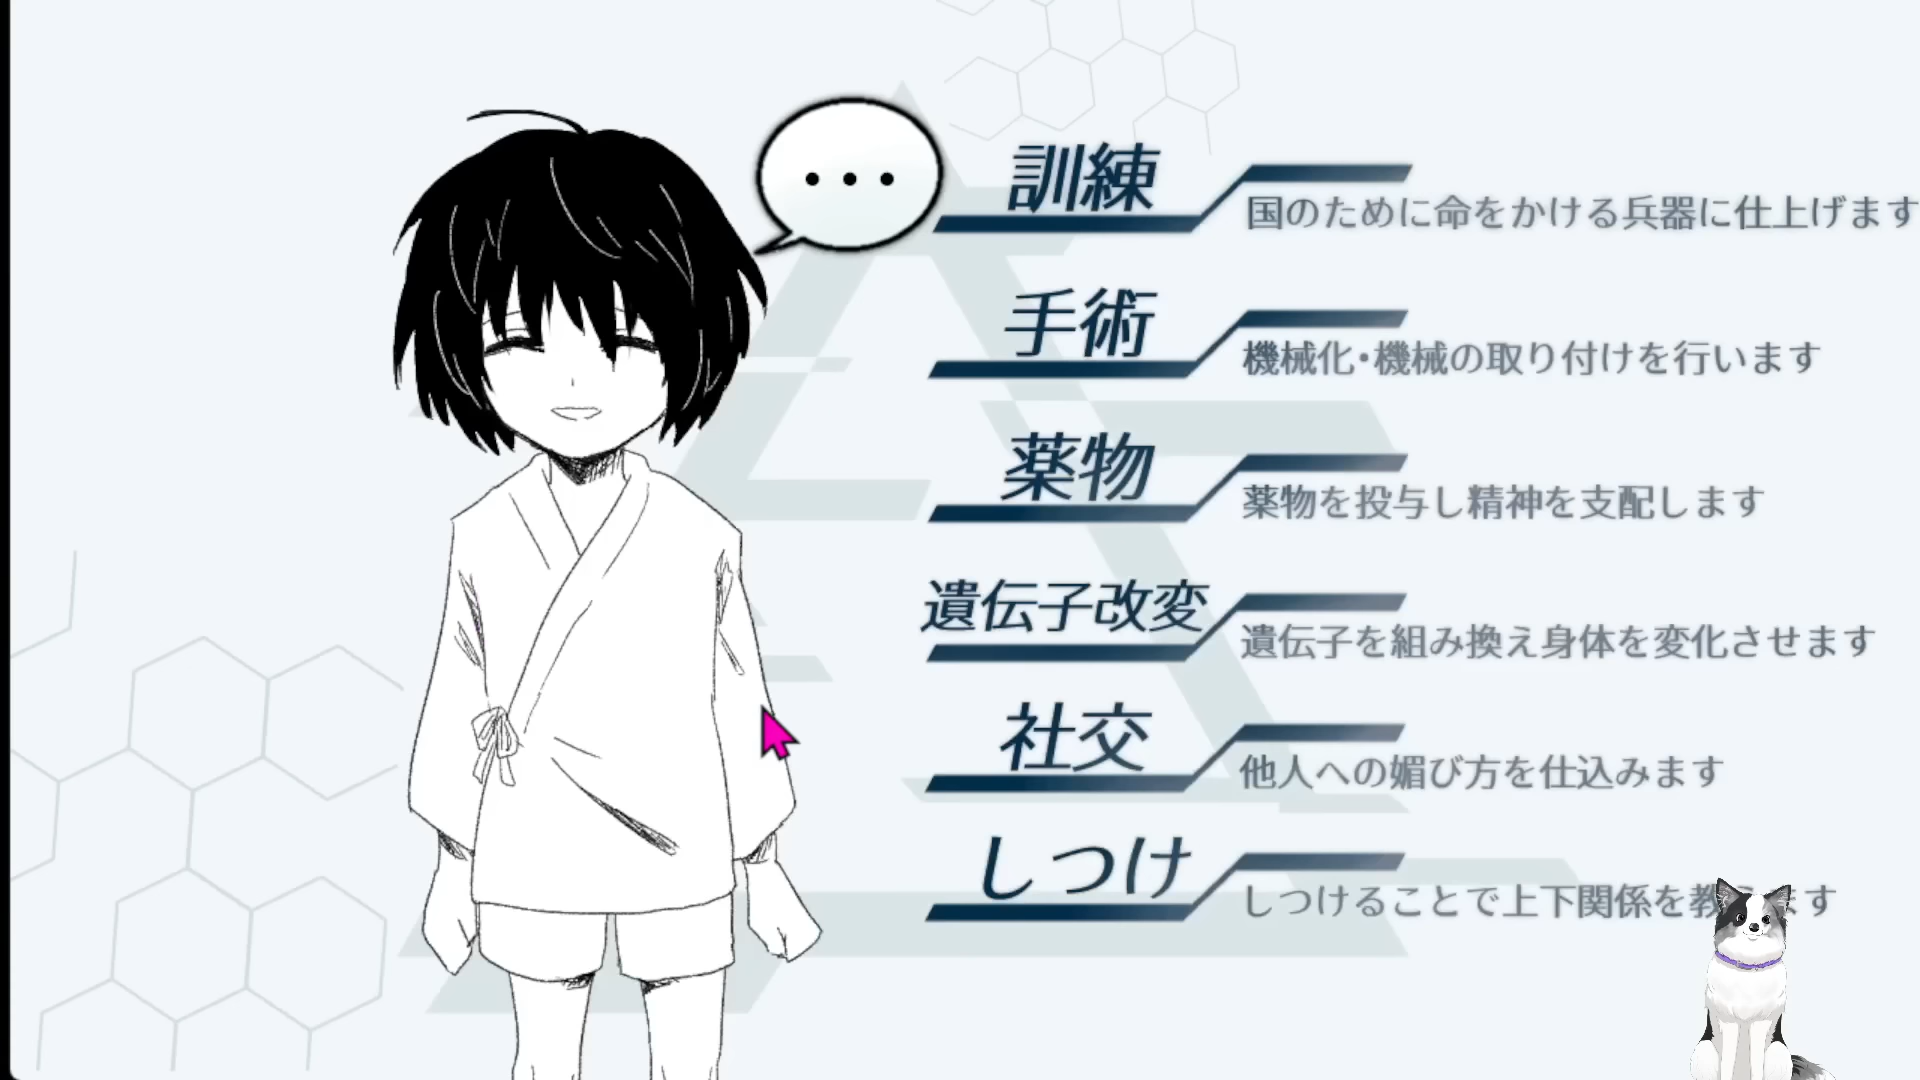 ...
訓練
国のために命をかける兵器に仕上げます
手術
機械化・機械の取り付けを行います
薬物
薬物を投与し精神を支配します
遺伝子改変
遺伝子を組み換え身体を変化させます
社交
他人への媚び方を仕込みます
しつけ
しつけることで上下関係を教えます